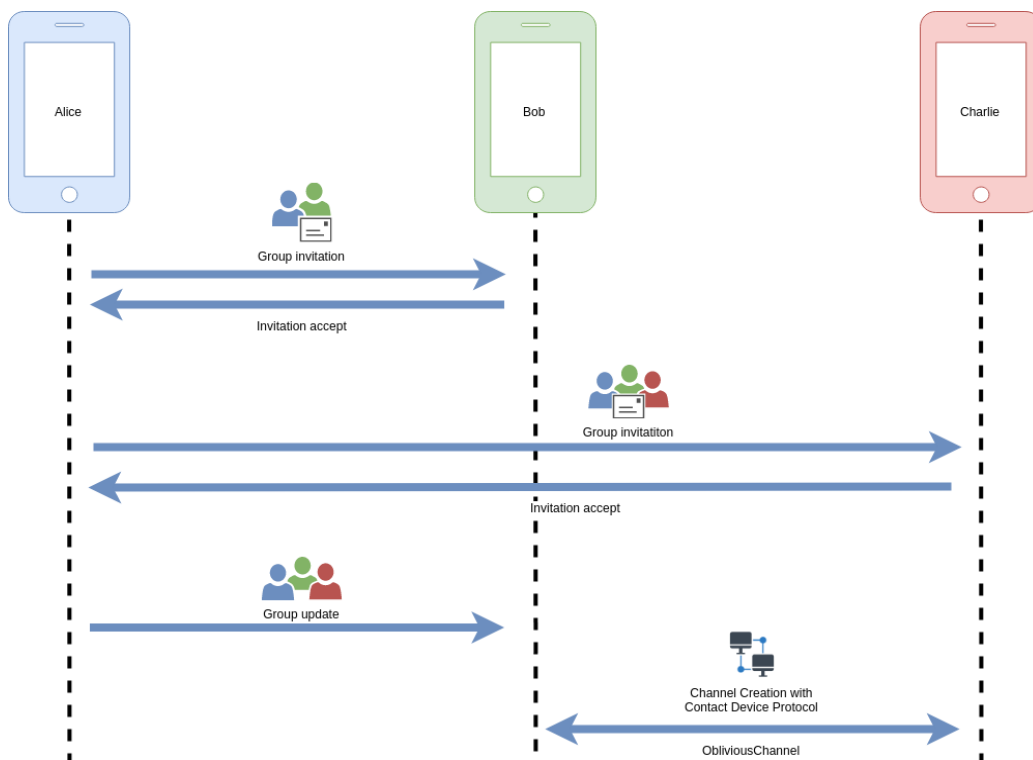 Alice
Bob
Charlie
Group invitation
Invitation accept
Group invitatiton
Invitation accept
Group update
Channel Creation with
Contact Device Protocol
ObliviousChannel